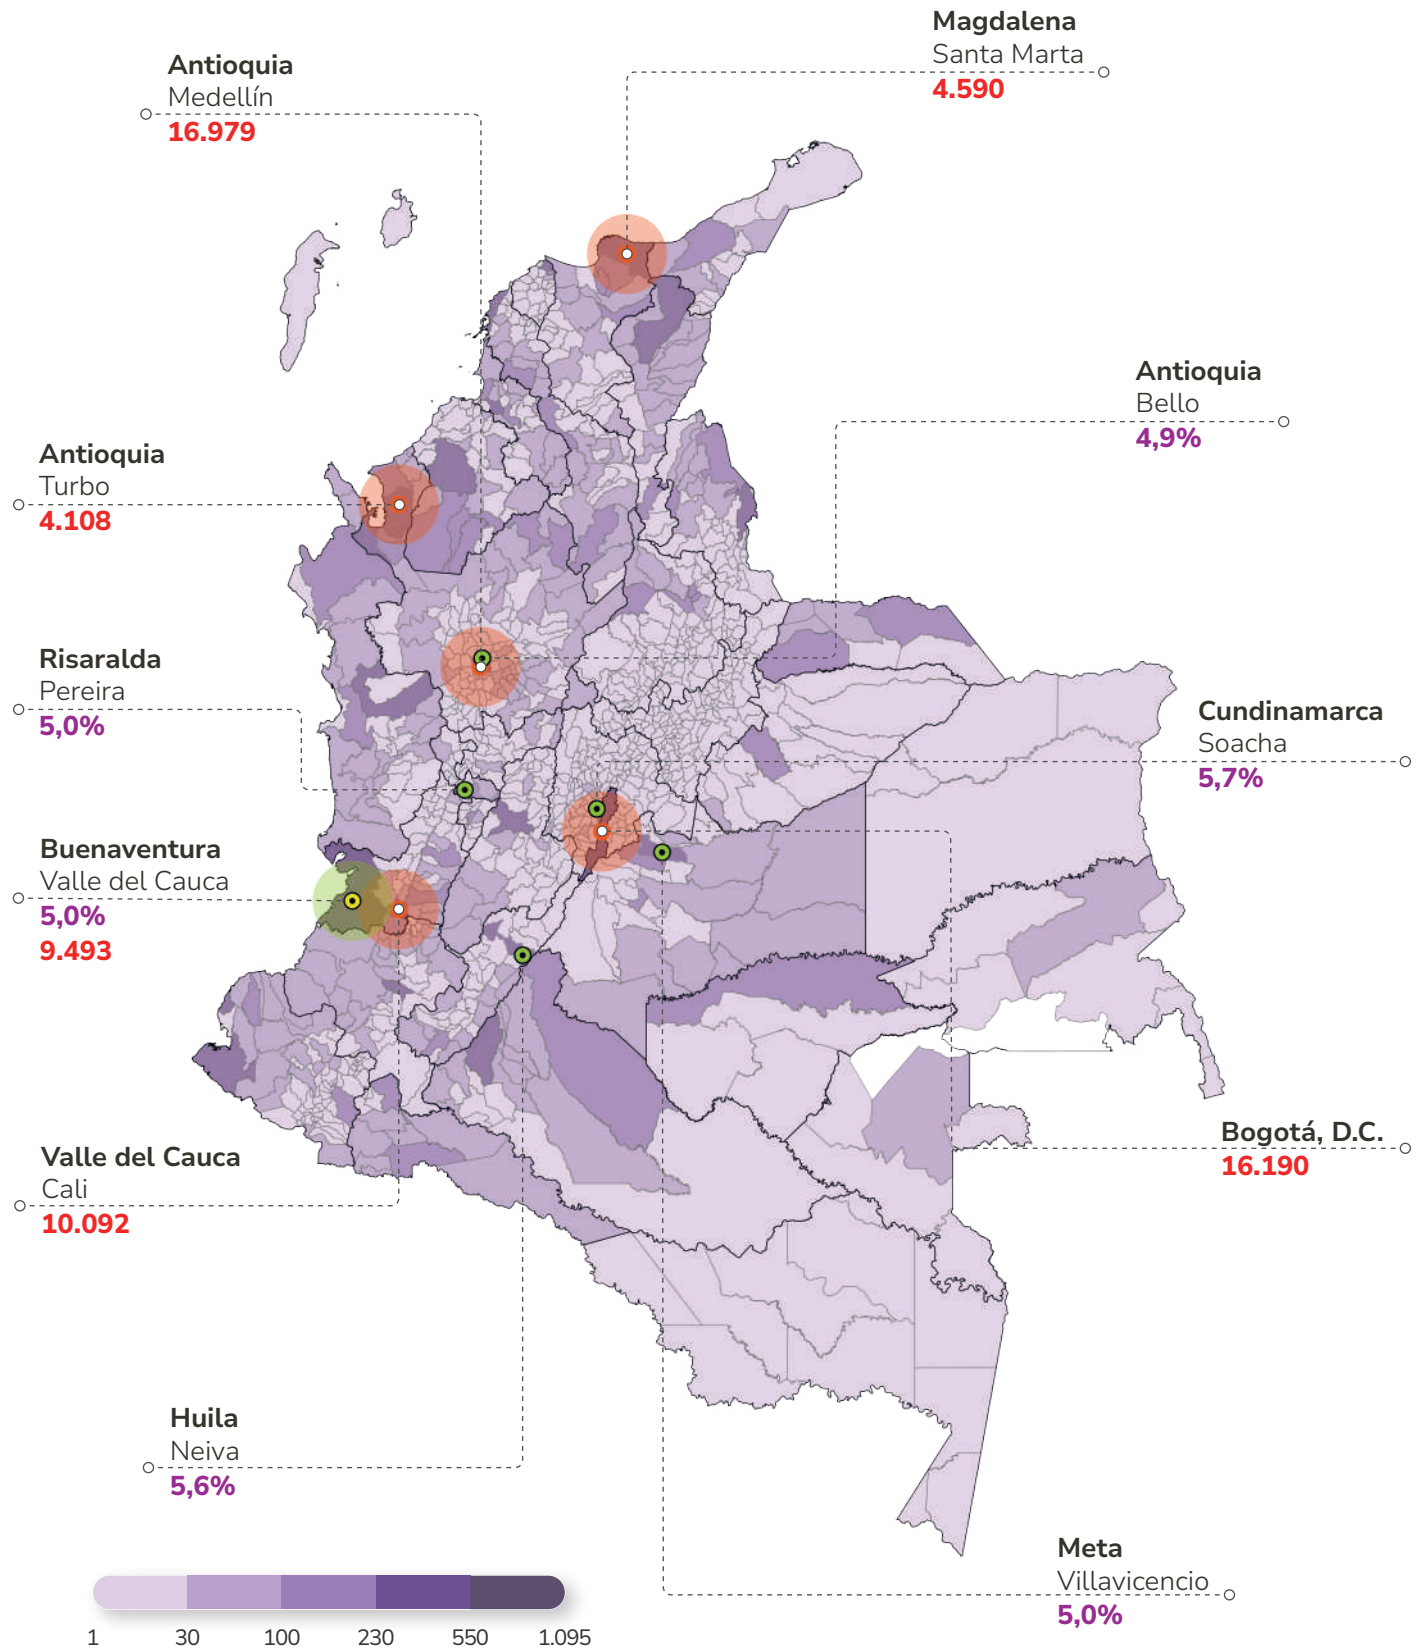 Magdalena
Santa Marta
4.590
Antioquia
Medellín
16.979
Antioquia
Bello
4,9%
Antioquia
Turbo
4.108
Risaralda
Pereira
5,0%
Cundinamarca
Soacha
5,7%
Buenaventura
Valle del Cauca
5,0%
9.493
Bogotá, D.C.
16.190
Valle del Cauca
Cali
10.092
Huila
Neiva
5,6%
Meta
Villavicencio
5,0%
1 30 100 230 550 1.095